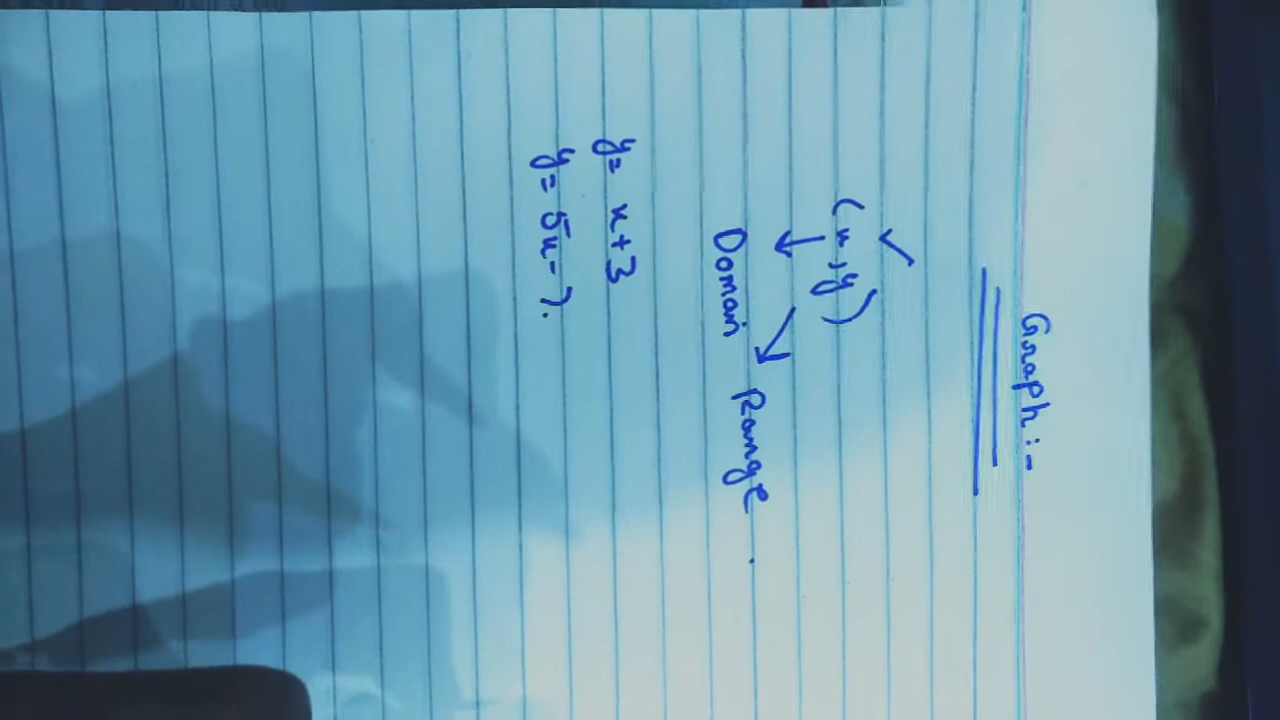 Graph :-
(x, y)
Domain Range.
y = x + 3
y = 5x - 7.